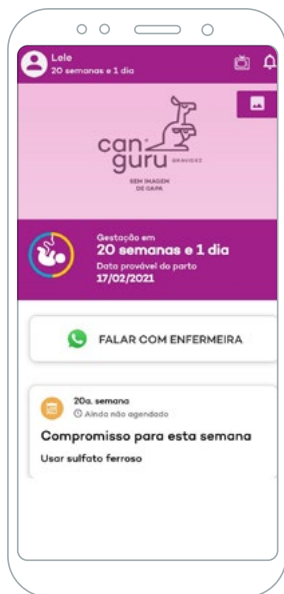 Lele
20 semanas e 1 dia
can
guru GRAVIDEZ
SEM IMAGEM
DE CAPA
Gestação em
20 semanas e 1 dia
Data provável do parto
17/02/2021
FALAR COM ENFERMEIRA
20a. semana
Ainda não agendado
Compromisso para esta semana
Usar sulfato ferroso